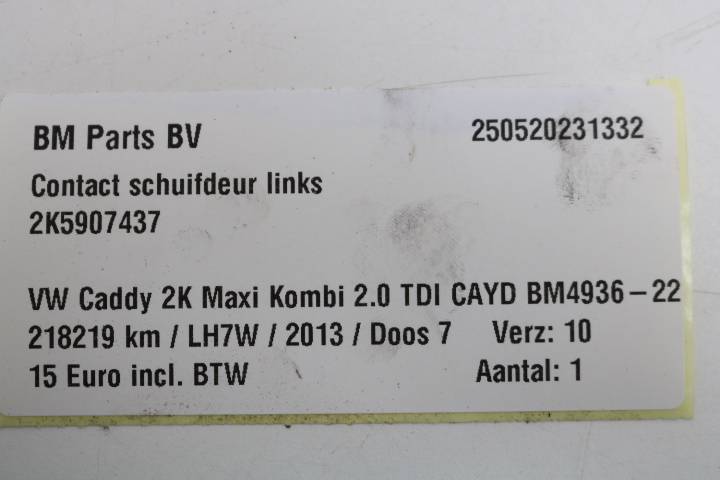 BM Parts BV 250520231332
Contact schuifdeur links
2K5907437
VW Caddy 2K Maxi Kombi 2.0 TDI CAYD BM4936-22
218219 km / LH7W / 2013 / Doos 7 Verz: 10
15 Euro incl. BTW Aantal: 1